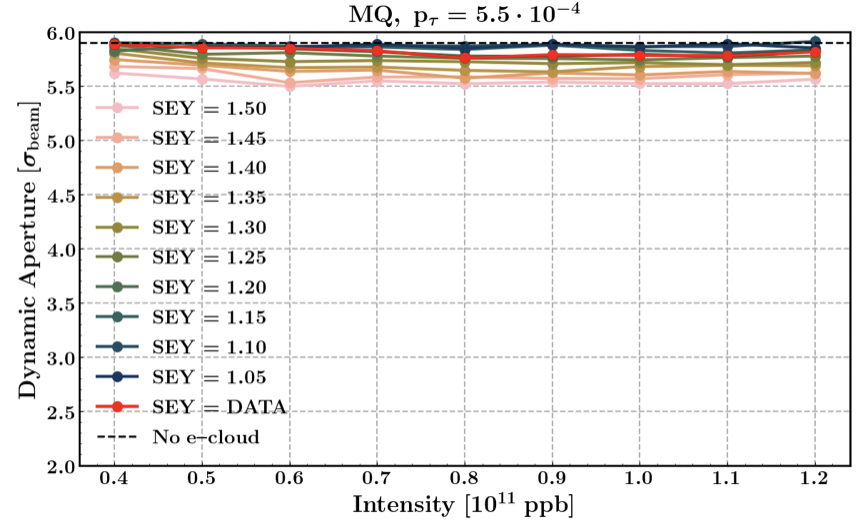 MQ, pτ = 5.5 · 10⁻⁴
Dynamic Aperture [σbeam]
6.0
5.5
5.0
4.5
4.0
3.5
3.0
2.5
2.0
SEY = 1.50
SEY = 1.45
SEY = 1.40
SEY = 1.35
SEY = 1.30
SEY = 1.25
SEY = 1.20
SEY = 1.15
SEY = 1.10
SEY = 1.05
SEY = DATA
No e–cloud
0.4 0.5 0.6 0.7 0.8 0.9 1.0 1.1 1.2
Intensity [10¹¹ ppb]